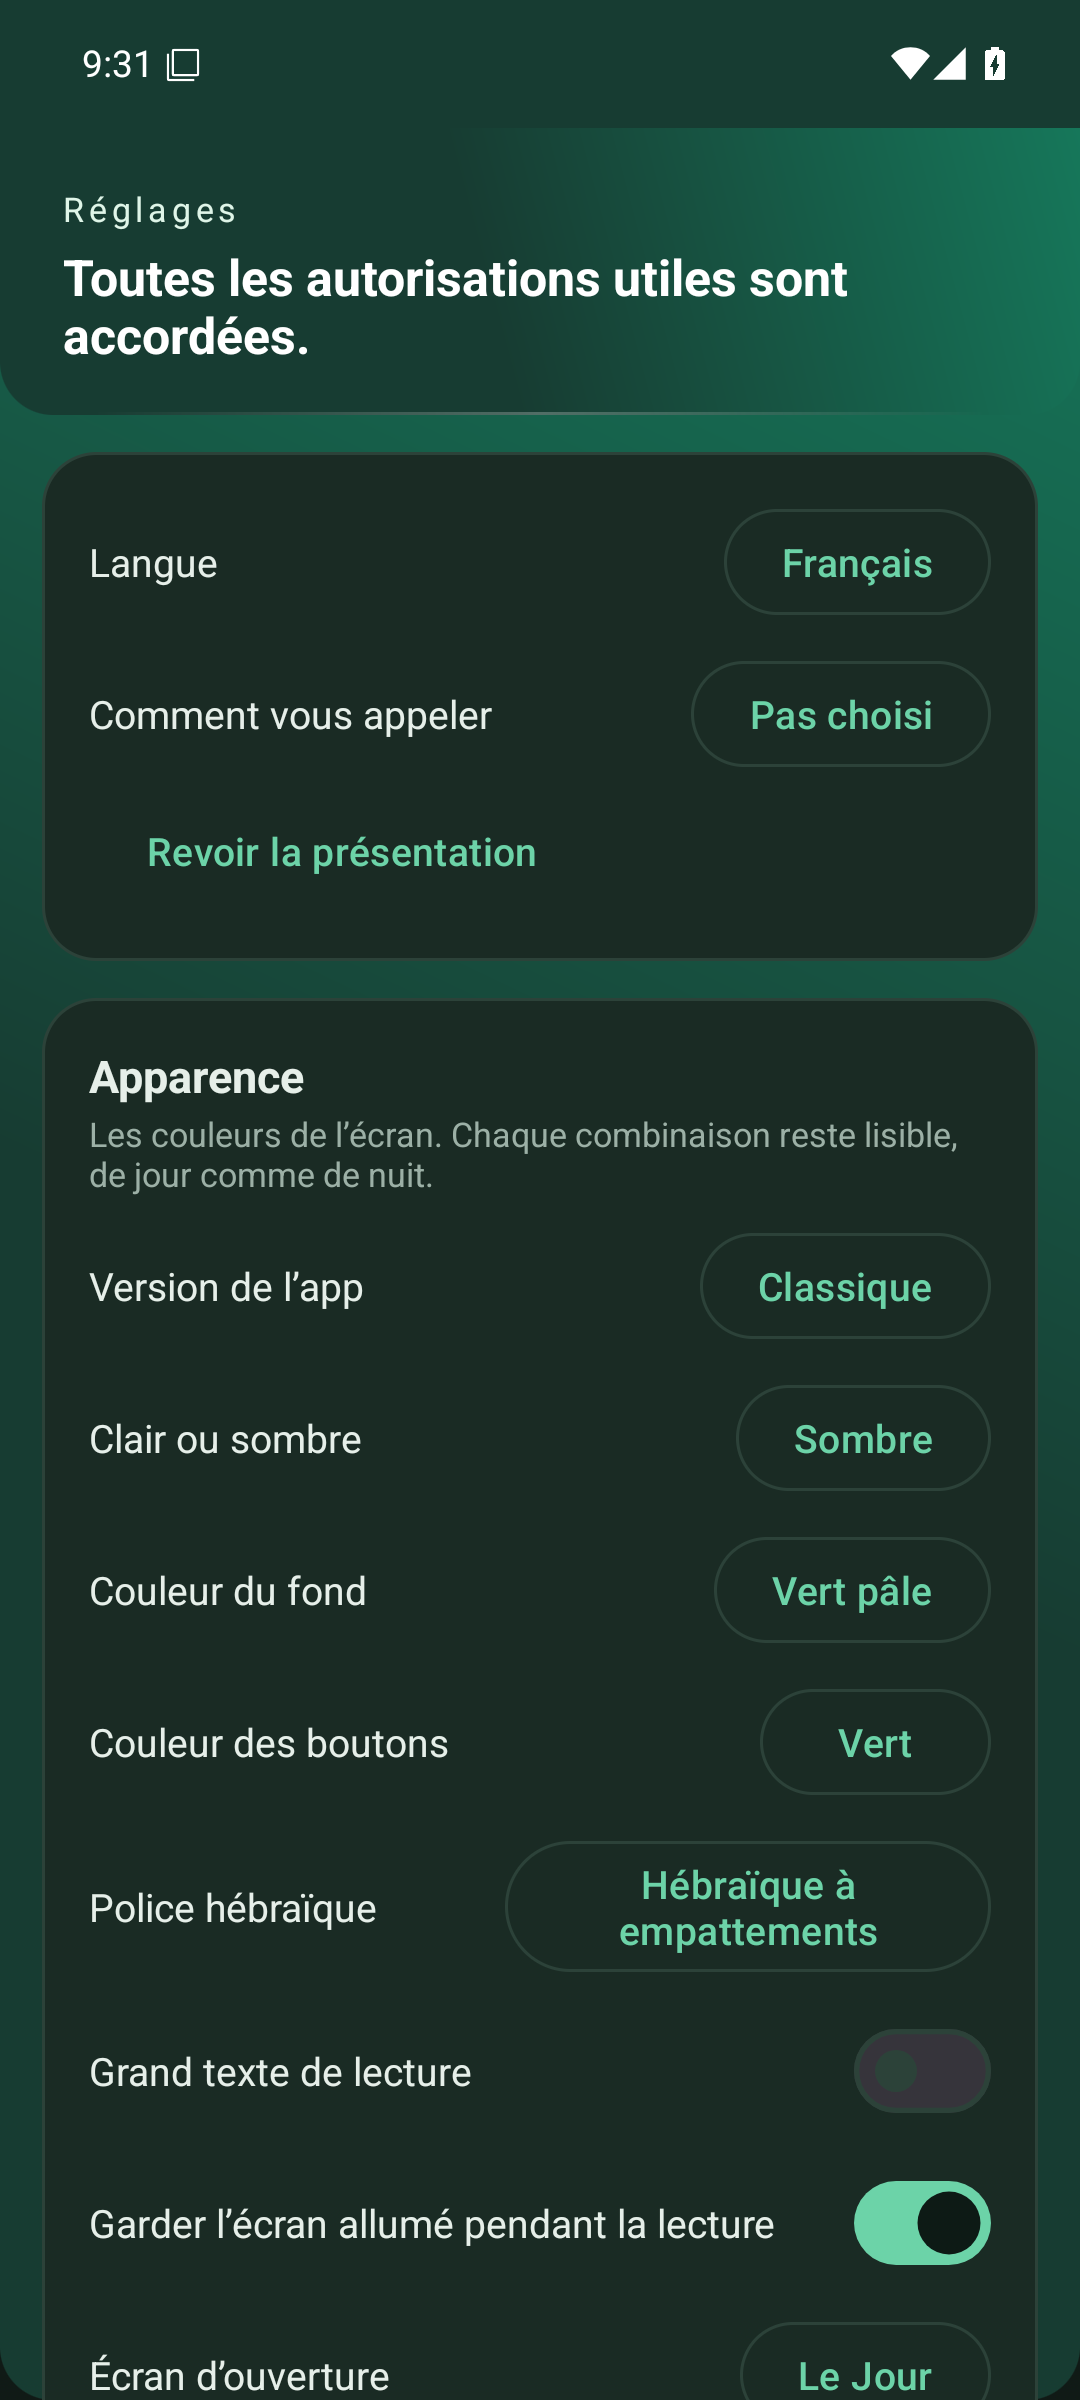 9:31
Réglages
Toutes les autorisations utiles sont
accordées.
Langue
Français
Comment vous appeler
Pas choisi
Revoir la présentation
Apparence
Les couleurs de l’écran. Chaque combinaison reste lisible,
de jour comme de nuit.
Version de l’app
Classique
Clair ou sombre
Sombre
Couleur du fond
Vert pâle
Couleur des boutons
Vert
Police hébraïque
Hébraïque à
empattements
Grand texte de lecture
Garder l’écran allumé pendant la lecture
Écran d’ouverture
Le Jour